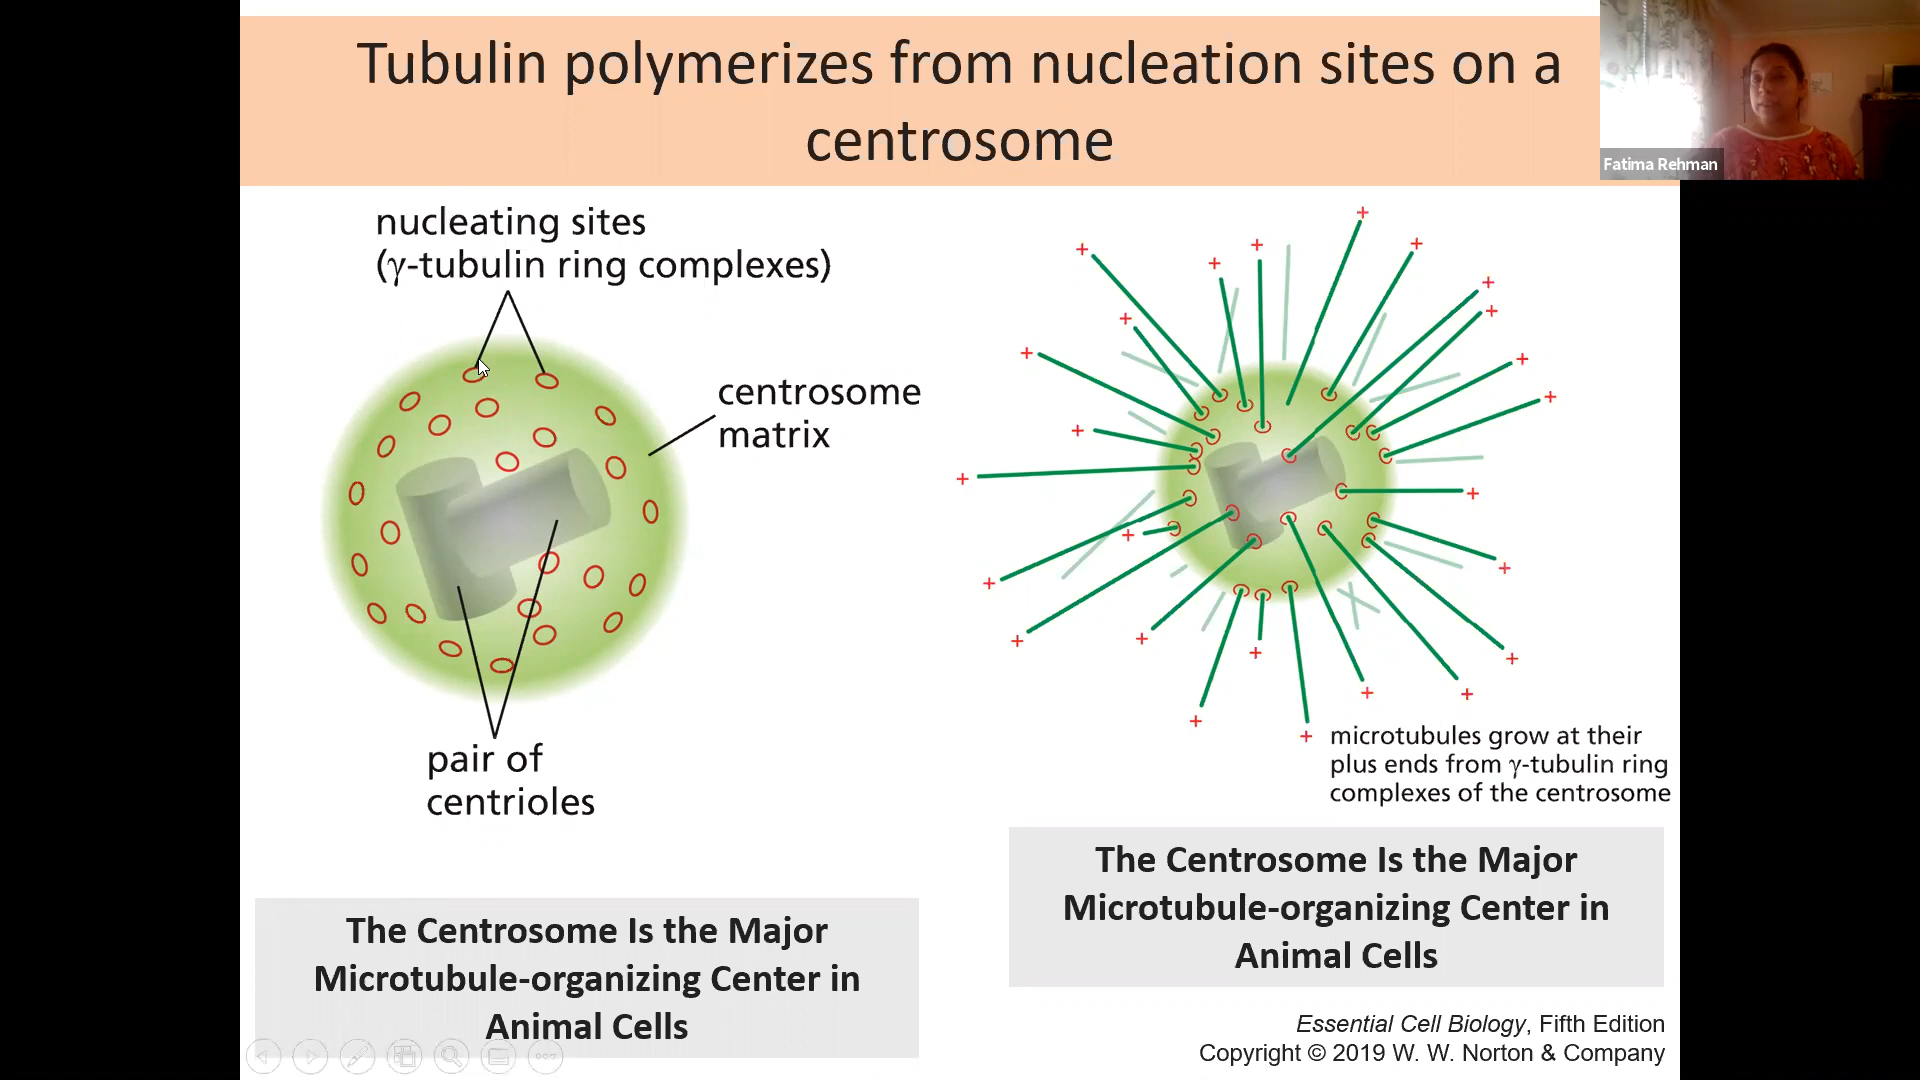 Tubulin polymerizes from nucleation sites on a
centrosome
Fatima Rehman
nucleating sites
(γ-tubulin ring complexes)
centrosome
matrix
pair of
centrioles
+ microtubules grow at their
plus ends from γ-tubulin ring
complexes of the centrosome
The Centrosome Is the Major
Microtubule-organizing Center in
Animal Cells
The Centrosome Is the Major
Microtubule-organizing Center in
Animal Cells
Essential Cell Biology, Fifth Edition
Copyright © 2019 W. W. Norton & Company